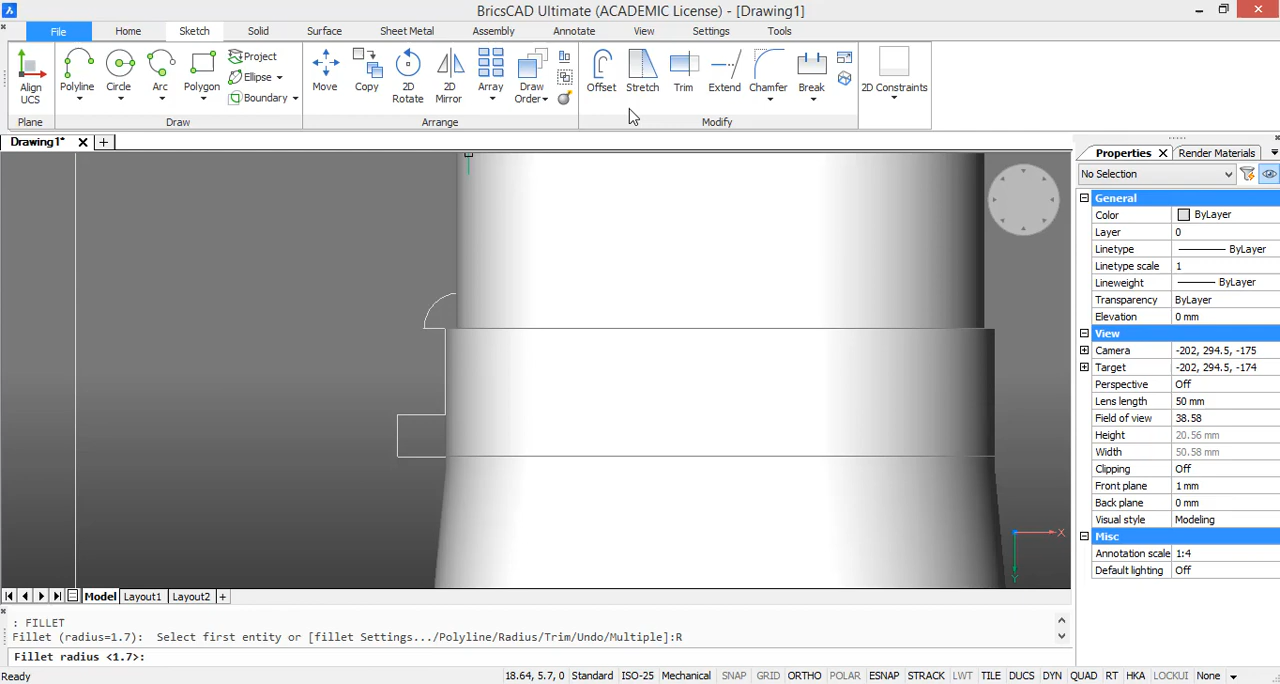 BricsCAD Ultimate (ACADEMIC License) - [Drawing1]
File Home Sketch Solid Surface Sheet Metal Assembly Annotate View Settings Tools
Align UCS
Polyline Circle Arc Polygon
Project
Ellipse
Boundary
Move Copy 2D Rotate 2D Mirror Array Draw Order
Offset Stretch Trim Extend Chamfer Break 2D Constraints
Plane Draw Arrange Modify
Drawing1*
Properties Render Materials
No Selection
General
Color ByLayer
Layer 0
Linetype ByLayer
Linetype scale 1
Lineweight ByLayer
Transparency ByLayer
Elevation 0 mm
View
Camera -202, 294.5, -175
Target -202, 294.5, -174
Perspective Off
Lens length 50 mm
Field of view 38.58
Height 20.56 mm
Width 50.58 mm
Clipping Off
Front plane 1 mm
Back plane 0 mm
Visual style Modeling
Misc
Annotation scale 1:4
Default lighting Off
X
Y
Model Layout1 Layout2
: FILLET
Fillet (radius=1.7): Select first entity or [fillet Settings.../Polyline/Radius/Trim/Undo/Multiple]:R
Fillet radius <1.7>:
Ready 18.64, 5.7, 0 Standard ISO-25 Mechanical SNAP GRID ORTHO POLAR ESNAP STRACK LWT TILE DUCS DYN QUAD RT HKA LOCKUI None